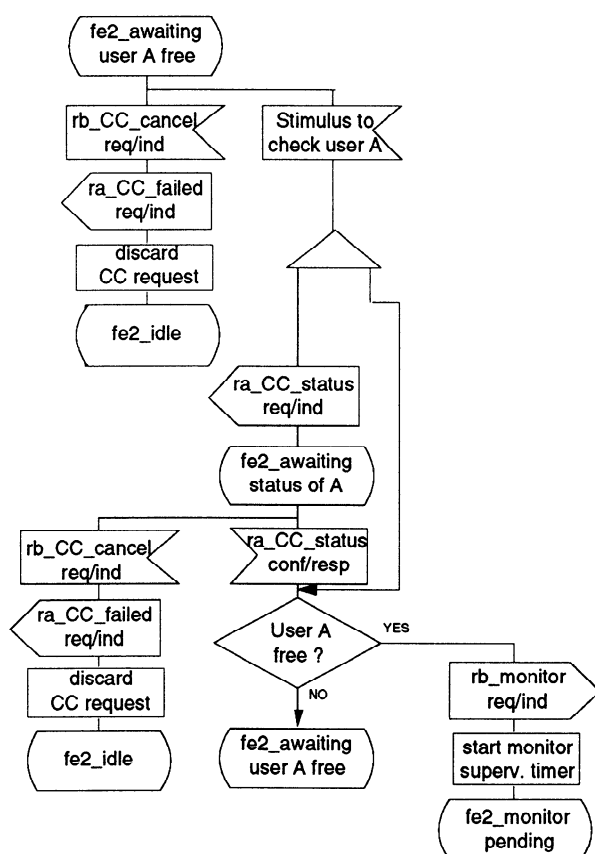 fe2_awaiting
user A free
rb_CC_cancel
req/ind
Stimulus to
check user A
ra_CC_failed
req/ind
discard
CC request
fe2_idle
ra_CC_status
req/ind
fe2_awaiting
status of A
rb_CC_cancel
req/ind
ra_CC_status
conf/resp
ra_CC_failed
req/ind
User A
free ?
YES
discard
CC request
NO
rb_monitor
req/ind
fe2_idle
fe2_awaiting
user A free
start monitor
superv. timer
fe2_monitor
pending